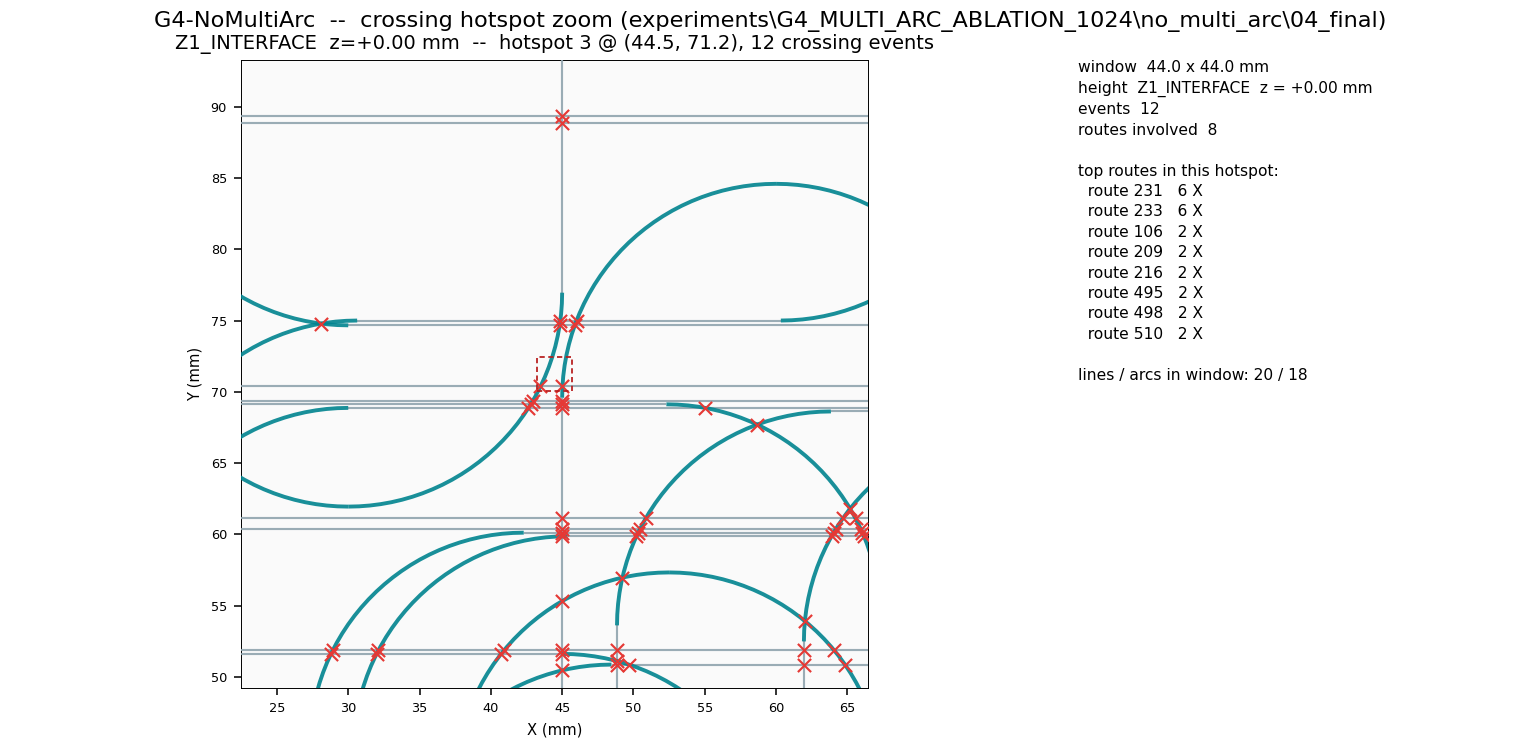 G4-NoMultiArc  --  crossing hotspot zoom (experiments\G4_MULTI_ARC_ABLATION_1024\no_multi_arc\04_final)
Z1_INTERFACE  z=+0.00 mm  --  hotspot 3 @ (44.5, 71.2), 12 crossing events
window  44.0 x 44.0 mm
height  Z1_INTERFACE  z = +0.00 mm
events  12
routes involved  8
top routes in this hotspot:
route 231   6 X
route 233   6 X
route 106   2 X
route 209   2 X
route 216   2 X
route 495   2 X
route 498   2 X
route 510   2 X
lines / arcs in window: 20 / 18
90
85
80
75
70
65
60
55
50
Y (mm)
25 30 35 40 45 50 55 60 65
X (mm)